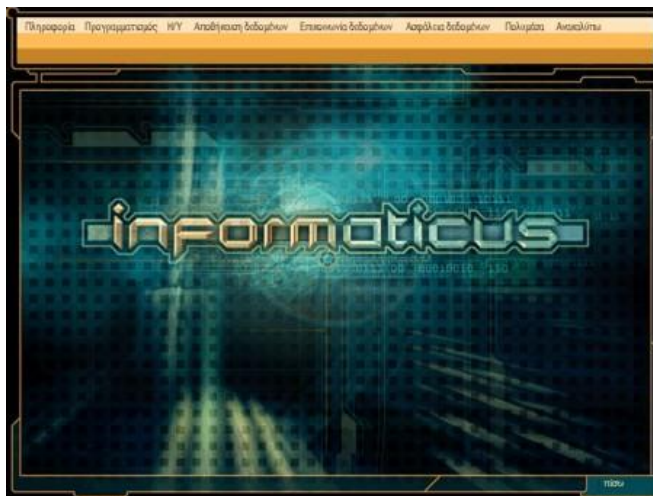 Πληροφορία Προγραμματισμός Η/Υ Αποθήκευση δεδομένων Επικοινωνία δεδομένων Ασφάλεια δεδομένων Πολυμέσα Ανακαλύπτω
informaticus
πίσω